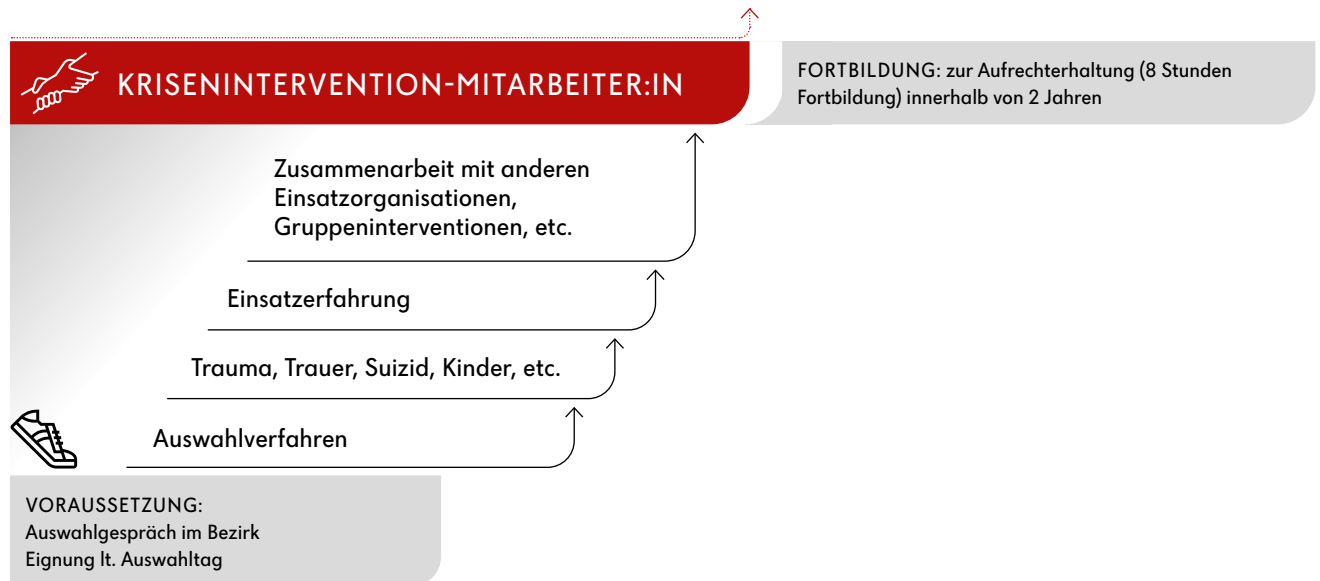 KRISENINTERVENTION-MITARBEITER:IN
FORTBILDUNG: zur Aufrechterhaltung (8 Stunden
Fortbildung) innerhalb von 2 Jahren
Zusammenarbeit mit anderen
Einsatzorganisationen,
Gruppeninterventionen, etc.
Einsatzerfahrung
Trauma, Trauer, Suizid, Kinder, etc.
Auswahlverfahren
VORAUSSETZUNG:
Auswahlgespräch im Bezirk
Eignung lt. Auswahltag